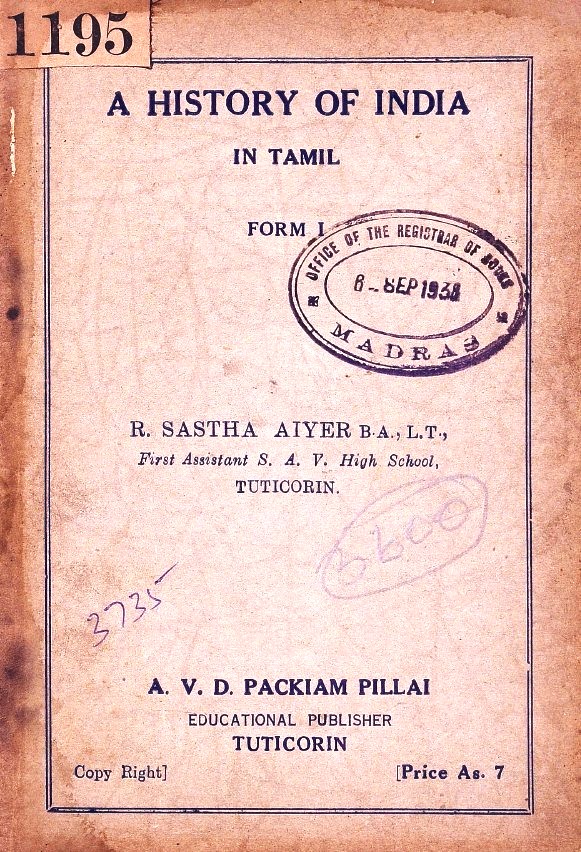 1195
A HISTORY OF INDIA
IN TAMIL
FORM I
OFFICE OF THE REGISTRAR OF BOOKS
6 - SEP 1938
MADRAS
R. SASTHA AIYER B.A., L.T.,
First Assistant S. A. V. High School,
TUTICORIN.
3600
3735
A. V. D. PACKIAM PILLAI
EDUCATIONAL PUBLISHER
TUTICORIN
Copy Right]
[Price As. 7